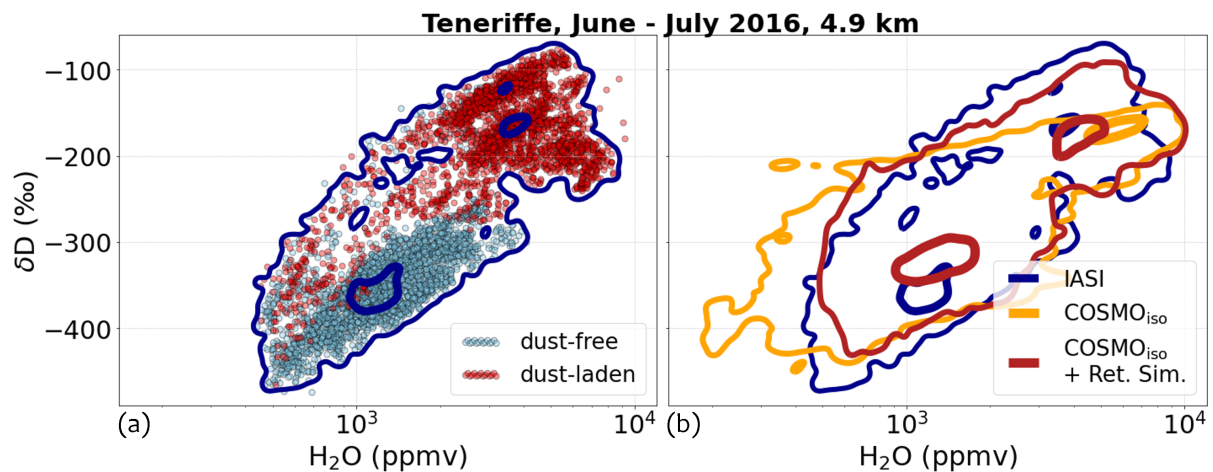 Teneriffe, June - July 2016, 4.9 km
δD (‰)
−100
−200
−300
−400
dust-free
dust-laden
(a)
10³
10⁴
H₂O (ppmv)
IASI
COSMOiso
COSMOiso
+ Ret. Sim.
(b)
10³
10⁴
H₂O (ppmv)